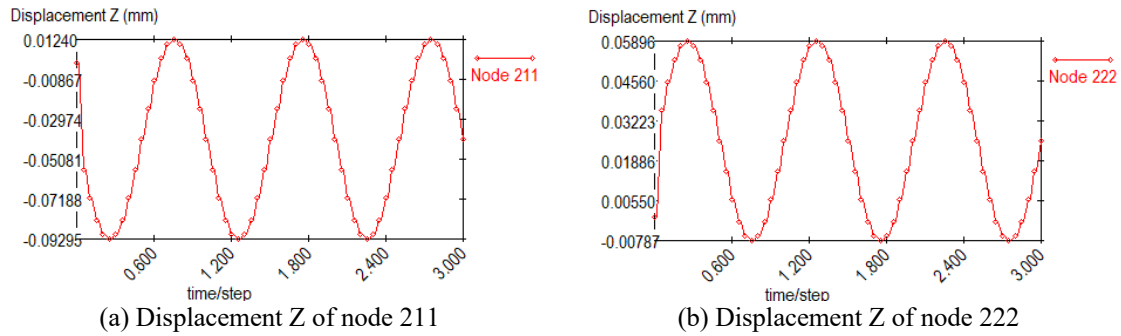 Displacement Z (mm)
0.01240
-0.00867
-0.02974
-0.05081
-0.07188
-0.09295
0.600
1.200
1.800
2.400
3.000
time/step
Node 211
(a) Displacement Z of node 211
Displacement Z (mm)
0.05896
0.04560
0.03223
0.01886
0.00550
-0.00787
0.600
1.200
1.800
2.400
3.000
time/step
Node 222
(b) Displacement Z of node 222